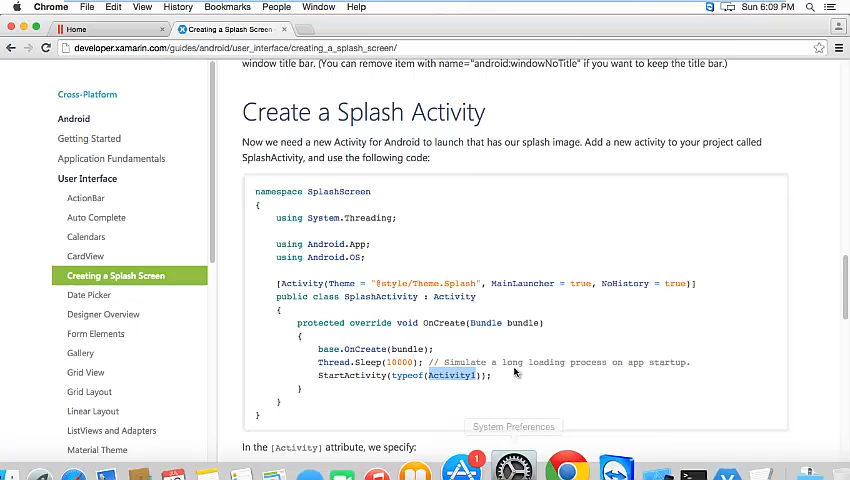 Chrome File Edit View History Bookmarks People Window Help Sun 6:09 PM
Home Creating a Splash Screen
developer.xamarin.com/guides/android/user_interface/creating_a_splash_screen/
window title bar. (You can remove item with name="android:windowNoTitle" if you want to keep the title bar.)
Cross-Platform
Android
Getting Started
Application Fundamentals
User Interface
ActionBar
Auto Complete
Calendars
CardView
Creating a Splash Screen
Date Picker
Designer Overview
Form Elements
Gallery
Grid View
Grid Layout
Linear Layout
ListViews and Adapters
Material Theme
Create a Splash Activity
Now we need a new Activity for Android to launch that has our splash image. Add a new activity to your project called
SplashActivity, and use the following code:
namespace SplashScreen
{
using System.Threading;
using Android.App;
using Android.OS;
[Activity(Theme = "@style/Theme.Splash", MainLauncher = true, NoHistory = true)]
public class SplashActivity : Activity
{
protected override void OnCreate(Bundle bundle)
{
base.OnCreate(bundle);
Thread.Sleep(10000); // Simulate a long loading process on app startup.
StartActivity(typeof(Activity1));
}
}
}
In the [Activity] attribute, we specify:
System Preferences
1